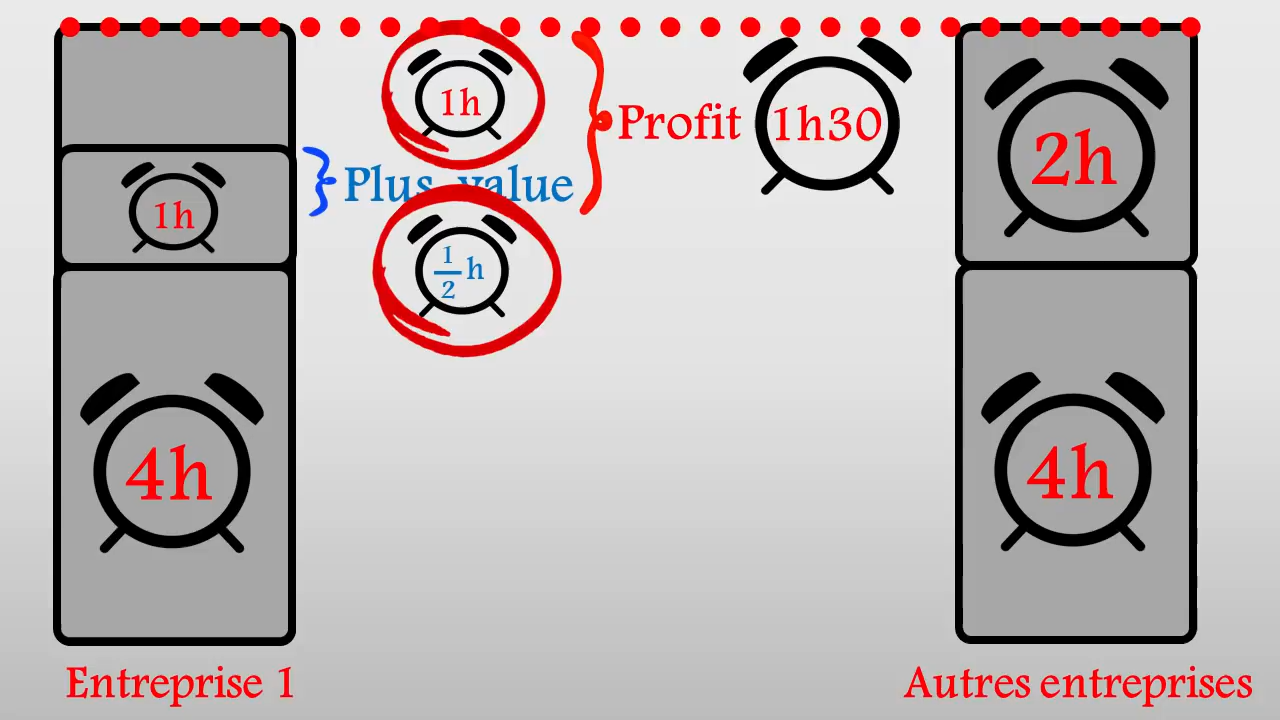 1h
Profit
1h30
2h
1h
Plus-value
1/2 h
4h
4h
Entreprise 1
Autres entreprises